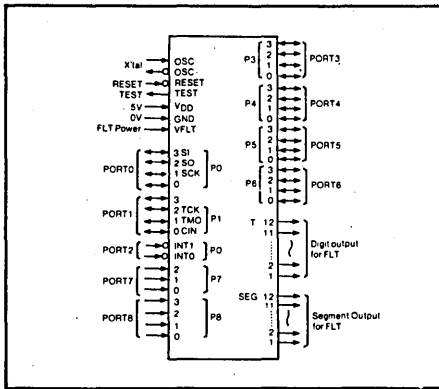 X'tal
OSC
OSC
RESET
RESET
TEST
TEST
5V
VDD
0V
GND
FLT Power
VFLT
PORT0
3 SI
2 SO
1 SCK
0
P0
PORT1
3
2 TCK
1 TMO
0 CIN
P1
PORT2
INT1
INT0
P0
PORT7
2
1
0
P7
PORT8
3
2
1
0
P8
P3
3
2
1
0
PORT3
P4
3
2
1
0
PORT4
P5
3
2
1
0
PORT5
P6
3
2
1
0
PORT6
T 12
11
2
1
Digit output
for FLT
SEG 12
11
2
1
Segment Output
for FLT